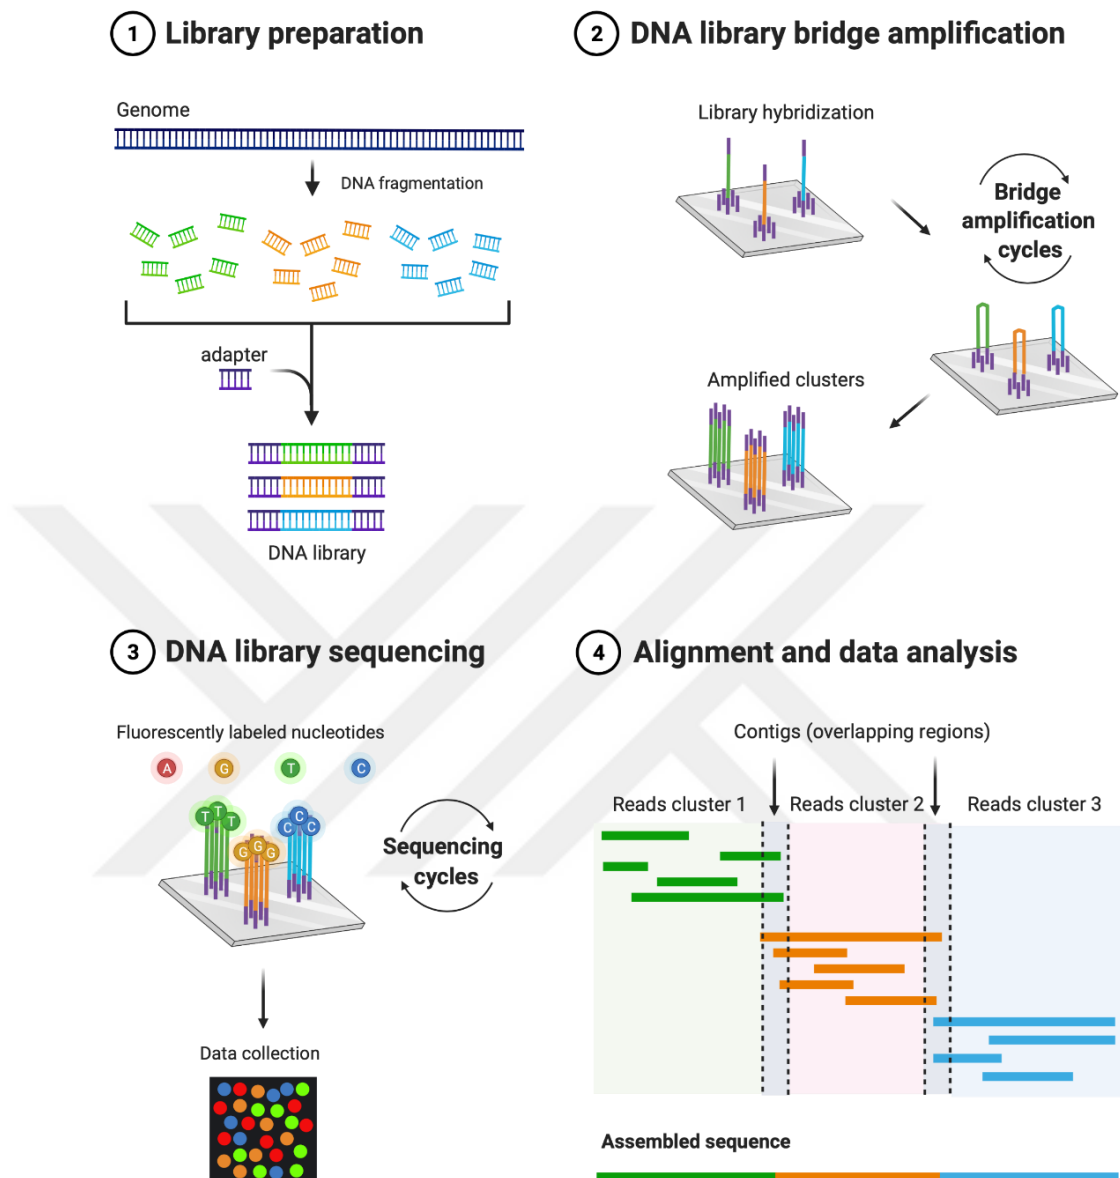 1 Library preparation
Genome
DNA fragmentation
adapter
DNA library
2 DNA library bridge amplification
Library hybridization
Bridge
amplification
cycles
Amplified clusters
3 DNA library sequencing
Fluorescently labeled nucleotides
A G T C
T T T
G G G
C C C
Sequencing
cycles
Data collection
4 Alignment and data analysis
Contigs (overlapping regions)
Reads cluster 1 Reads cluster 2 Reads cluster 3
Assembled sequence